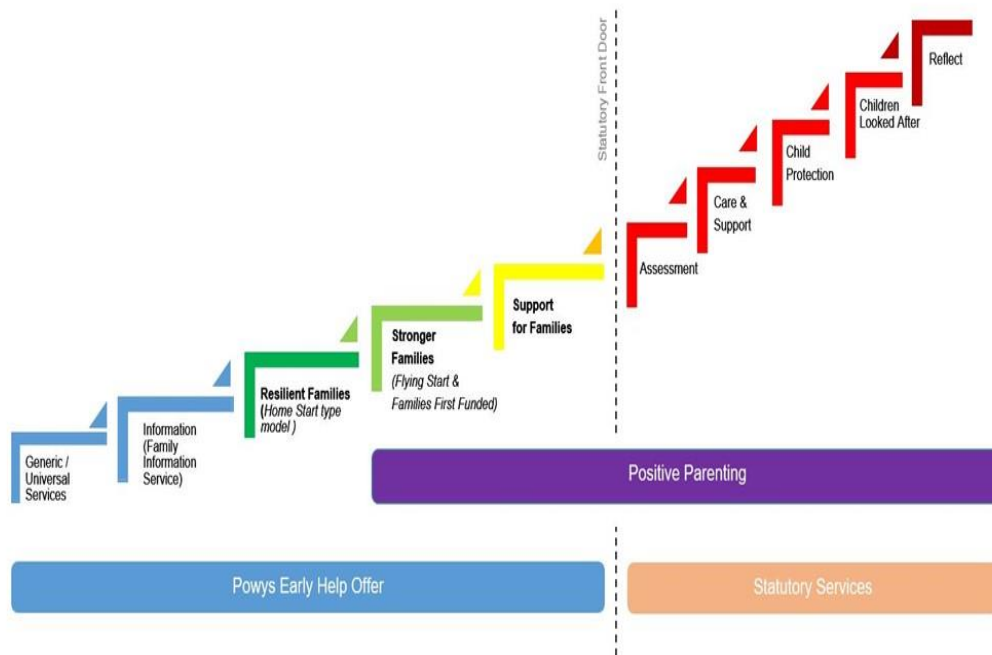 Generic /
Universal
Services
Information
(Family
Information
Service)
Resilient Families
(Home Start type
model )
Stronger
Families
(Flying Start &
Families First Funded)
Support
for Families
Statutory Front Door
Assessment
Care &
Support
Child
Protection
Children
Looked After
Reflect
Positive Parenting
Powys Early Help Offer
Statutory Services